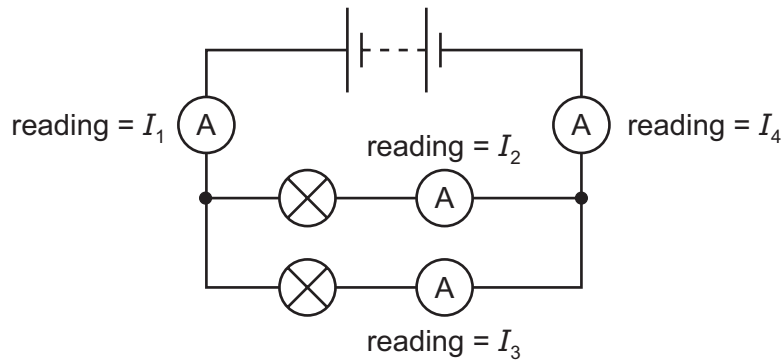 A
reading = I₁
A
reading = I₄
reading = I₂
A
A
reading = I₃